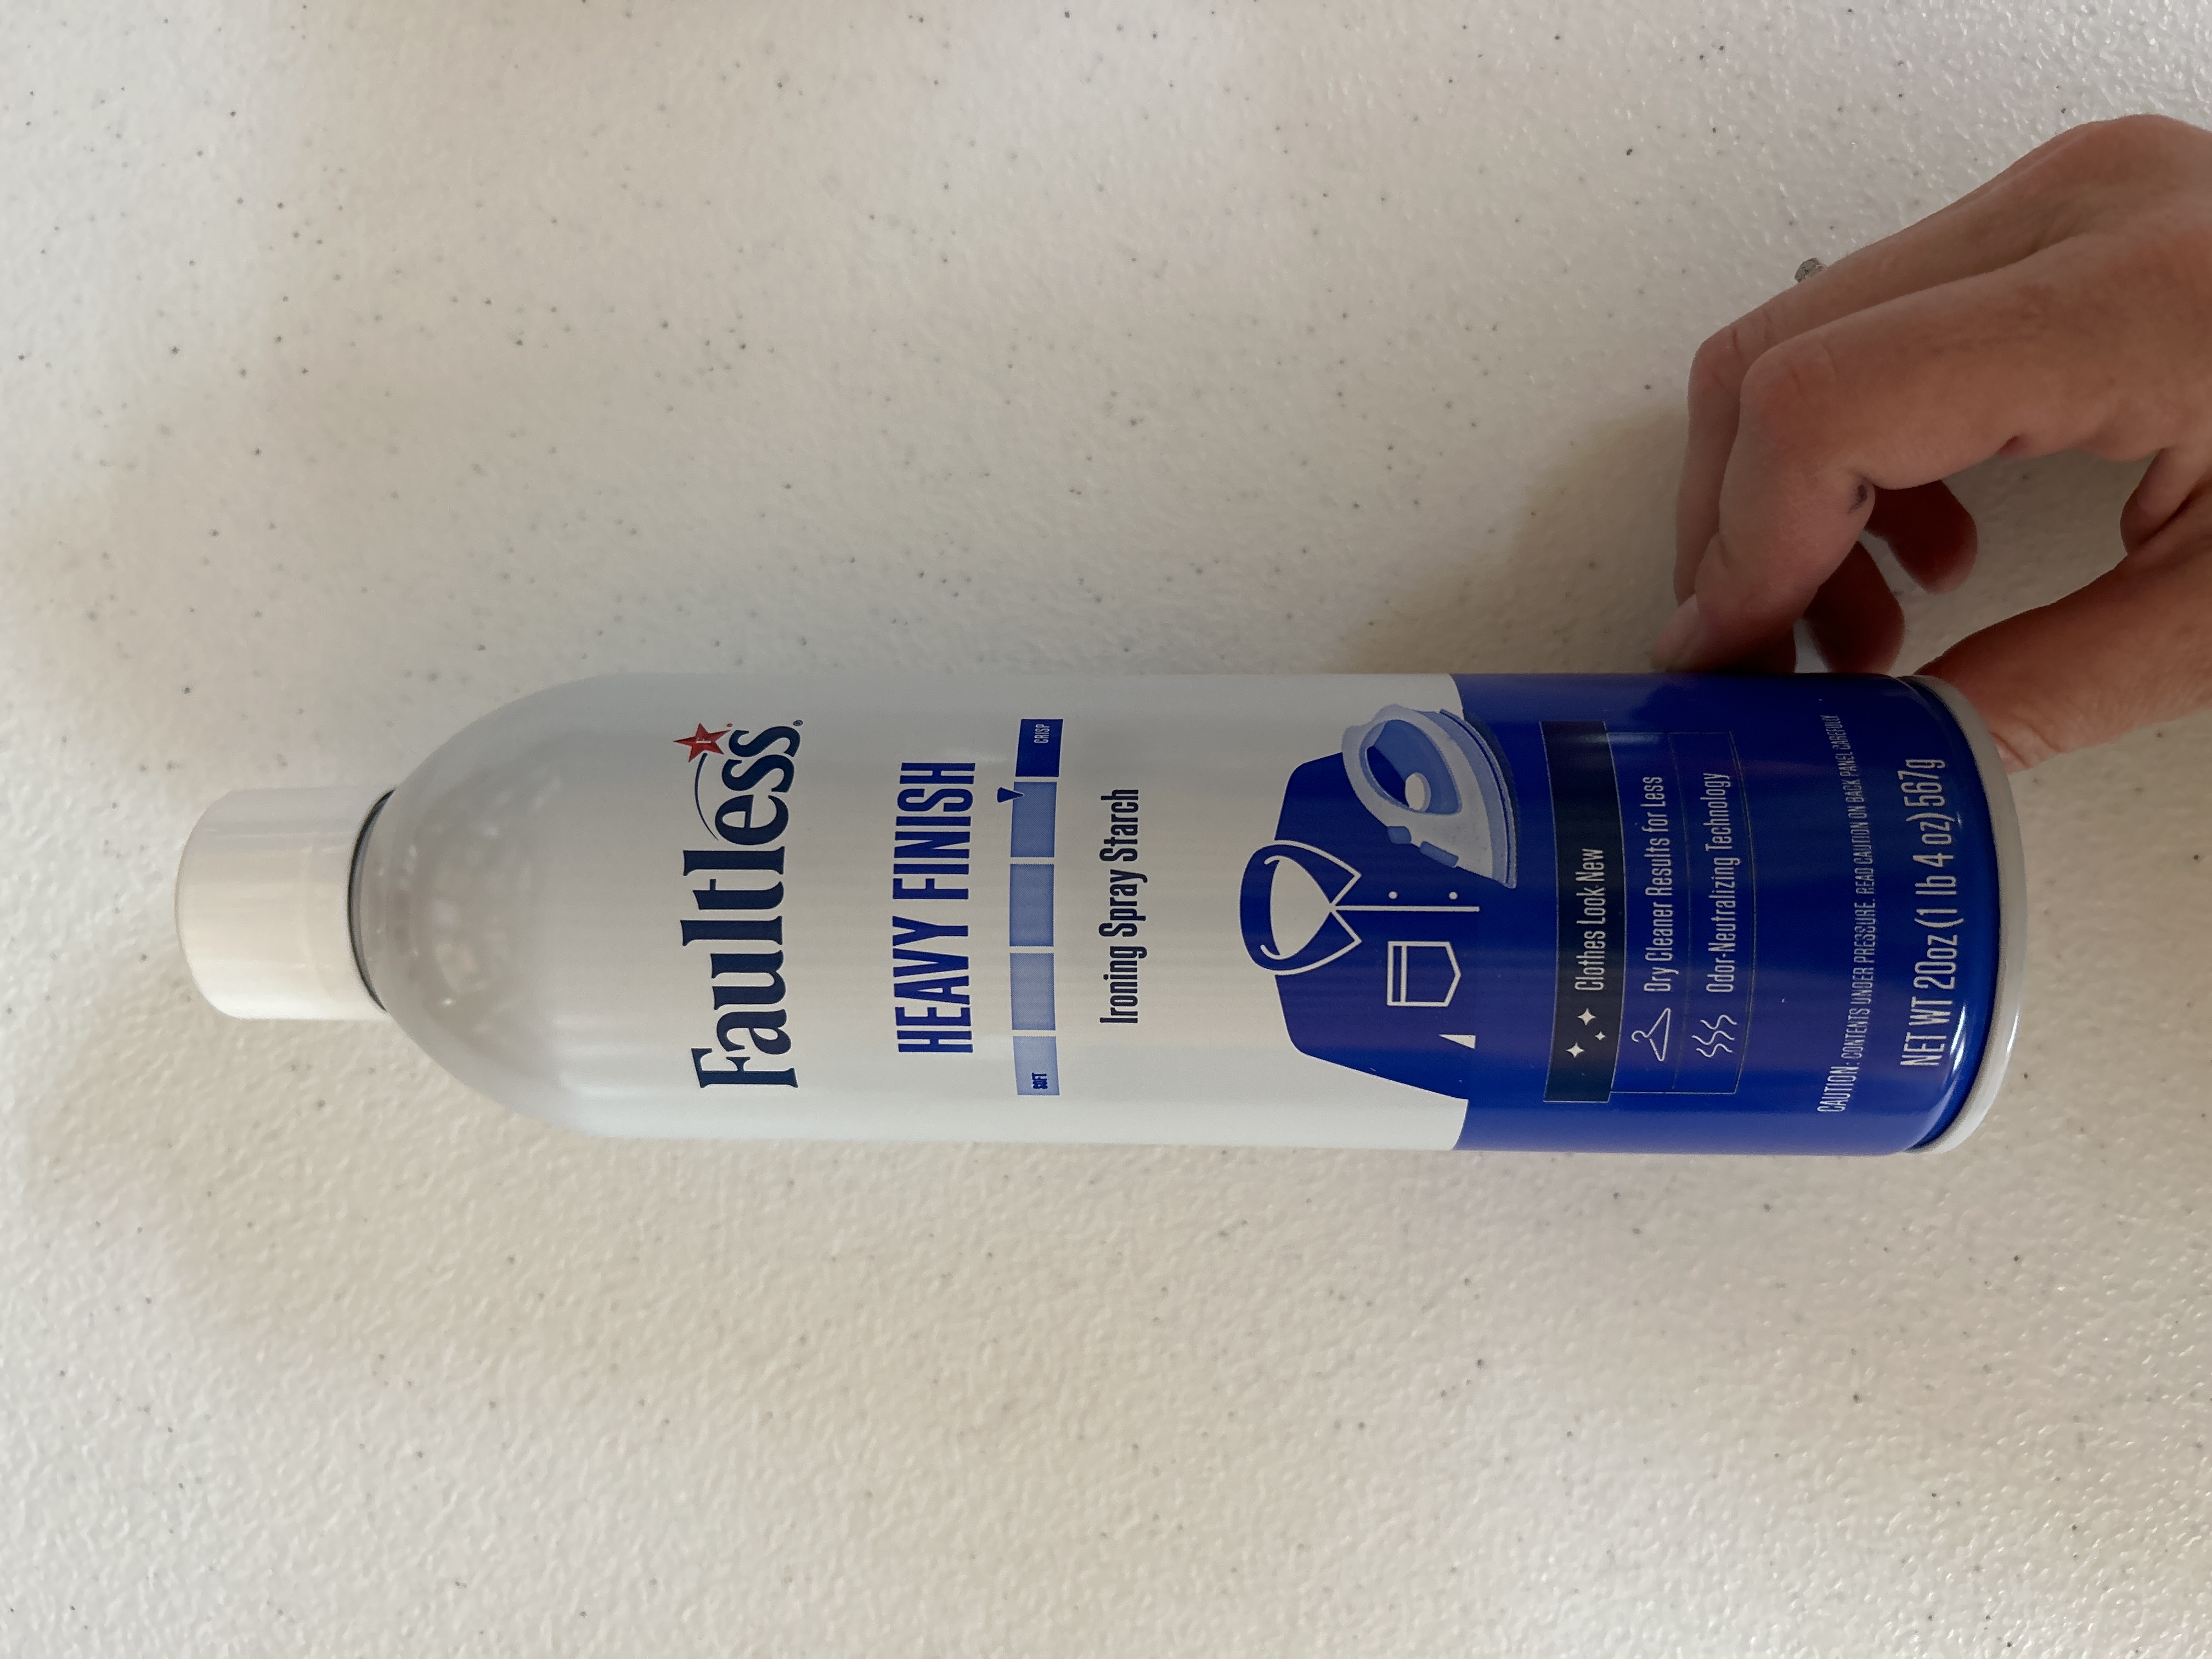 Faultless®
HEAVY FINISH
SOFT CRISP
Ironing Spray Starch
Clothes Look New
Dry Cleaner Results for Less
Odor-Neutralizing Technology
CAUTION: CONTENTS UNDER PRESSURE. READ CAUTION ON BACK PANEL CAREFULLY
NET WT 20oz (1 lb 4 oz) 567g